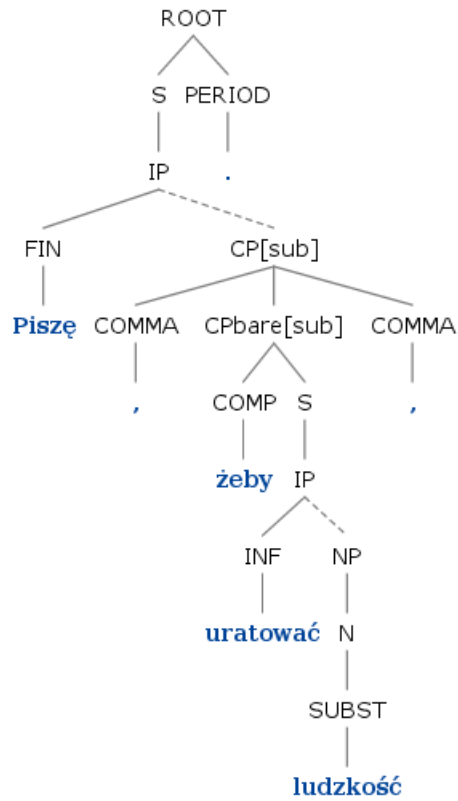 ROOT
S PERIOD
IP .
FIN CP[sub]
Piszę COMMA CPbare[sub] COMMA
, COMP S ,
żeby IP
INF NP
uratować N
SUBST
ludzkość